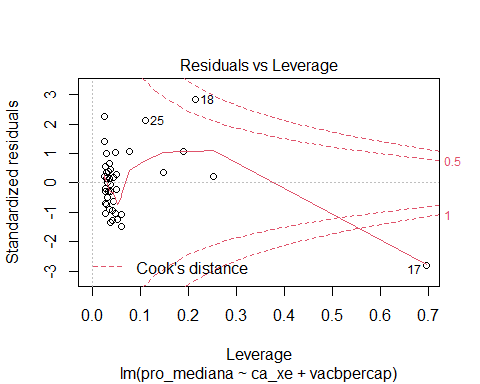 Residuals vs Leverage
Standardized residuals
3
2
1
0
-1
-2
-3
18
25
17
0.5
1
Cook's distance
0.0 0.1 0.2 0.3 0.4 0.5 0.6 0.7
Leverage
lm(pro_mediana ~ ca_xe + vacbpercap)